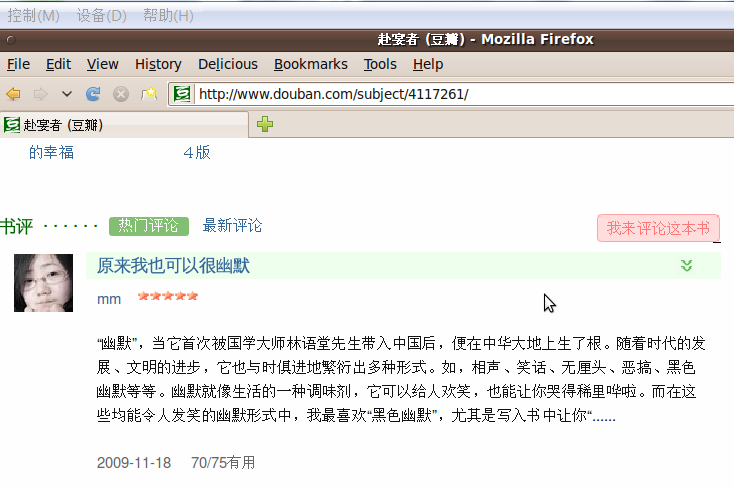 控制(M) 设备(D) 帮助(H)
赴宴者 (豆瓣) - Mozilla Firefox
File Edit View History Delicious Bookmarks Tools Help
http://www.douban.com/subject/4117261/
赴宴者 (豆瓣)
的幸福 4版
书评 · · · · · · 热门评论 最新评论 我来评论这本书
原来我也可以很幽默
mm
“幽默”，当它首次被国学大师林语堂先生带入中国后，便在中华大地上生了根。随着时代的发
展、文明的进步，它也与时俱进地繁衍出多种形式。如，相声、笑话、无厘头、恶搞、黑色
幽默等等。幽默就像生活的一种调味剂，它可以给人欢笑，也能让你哭得稀里哗啦。而在这
些均能令人发笑的幽默形式中，我最喜欢“黑色幽默”，尤其是写入书中让你“......
2009-11-18 70/75有用